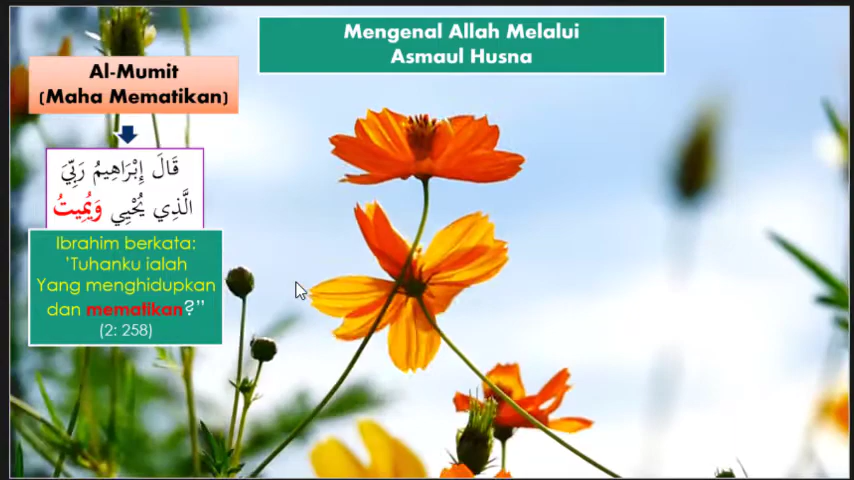 Mengenal Allah Melalui
Asmaul Husna
Al-Mumit
(Maha Mematikan)
قَالَ إِبْرَاهِيمُ رَبِّيَ
الَّذِي يُحْيِي وَيُمِيتُ
Ibrahim berkata:
'Tuhanku ialah
Yang menghidupkan
dan mematikan?”
(2: 258)